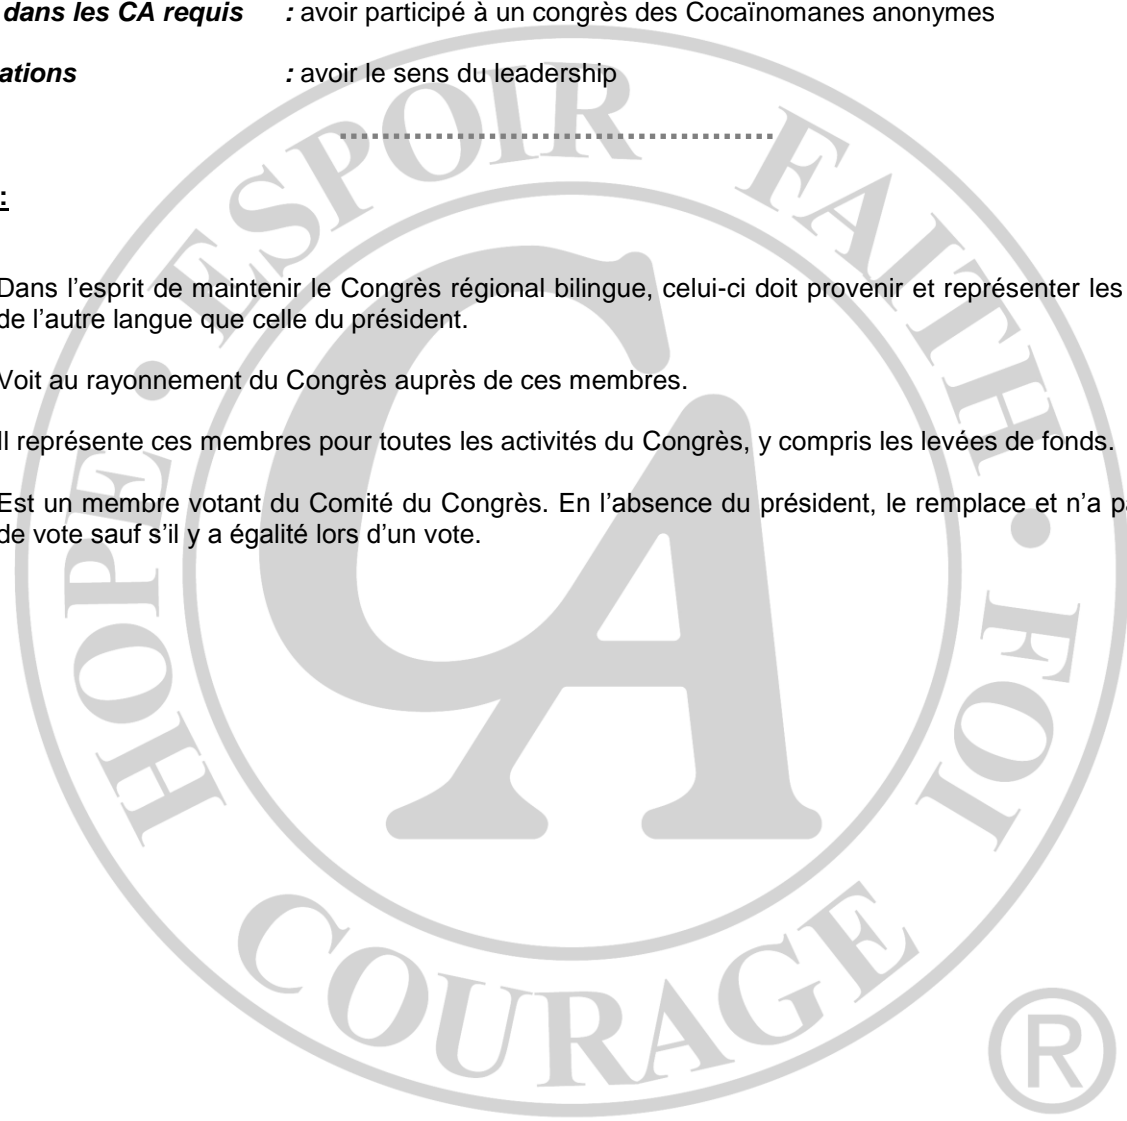 dans les CA requis : avoir participé à un congrès des Cocaïnomanes anonymes
ations : avoir le sens du leadership
:
Dans l’esprit de maintenir le Congrès régional bilingue, celui-ci doit provenir et représenter les
de l’autre langue que celle du président.
Voit au rayonnement du Congrès auprès de ces membres.
Il représente ces membres pour toutes les activités du Congrès, y compris les levées de fonds.
Est un membre votant du Comité du Congrès. En l’absence du président, le remplace et n’a pa
de vote sauf s’il y a égalité lors d’un vote.
HOPE • ESPOIR FAITH • FOI
CA
COURAGE
®